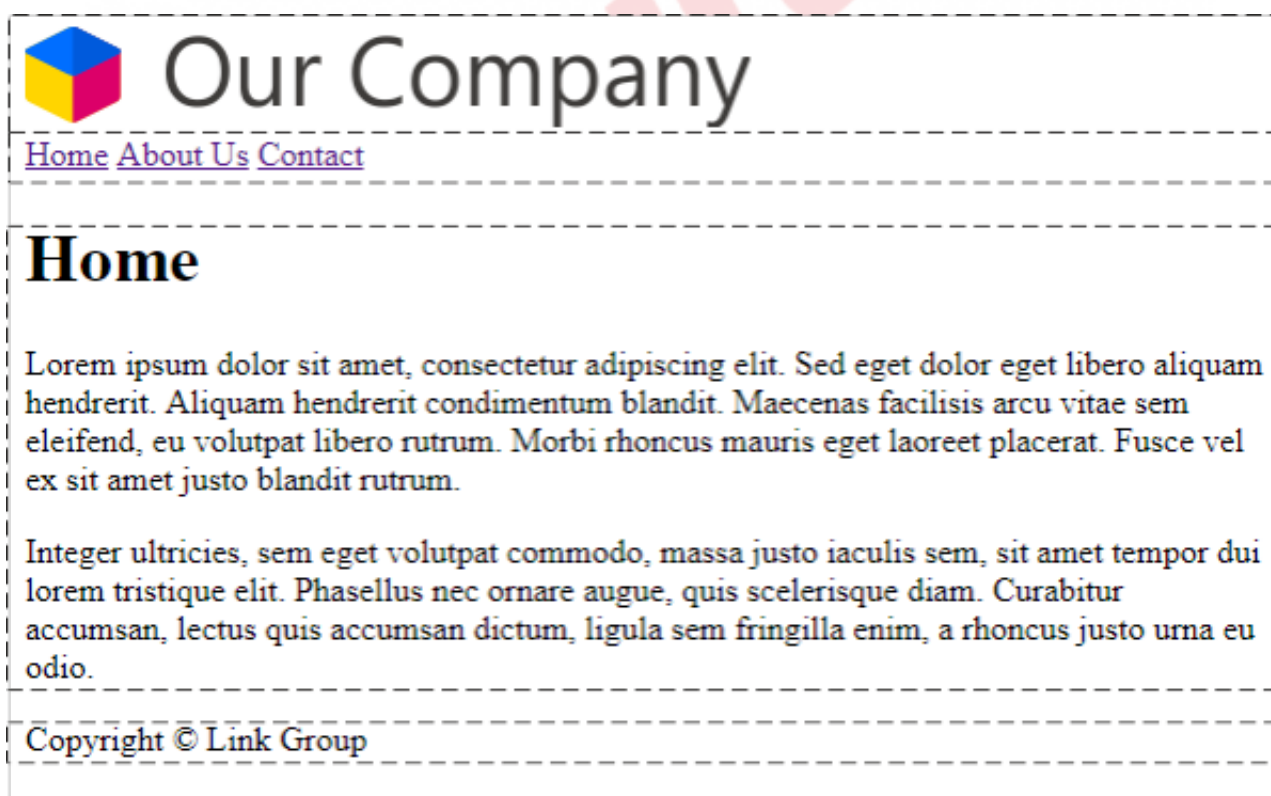 Our Company
Home About Us Contact
Home
Lorem ipsum dolor sit amet, consectetur adipiscing elit. Sed eget dolor eget libero aliquam
hendrerit. Aliquam hendrerit condimentum blandit. Maecenas facilisis arcu vitae sem
eleifend, eu volutpat libero rutrum. Morbi rhoncus mauris eget laoreet placerat. Fusce vel
ex sit amet justo blandit rutrum.
Integer ultricies, sem eget volutpat commodo, massa justo iaculis sem, sit amet tempor dui
lorem tristique elit. Phasellus nec ornare augue, quis scelerisque diam. Curabitur
accumsan, lectus quis accumsan dictum, ligula sem fringilla enim, a rhoncus justo urna eu
odio.
Copyright © Link Group